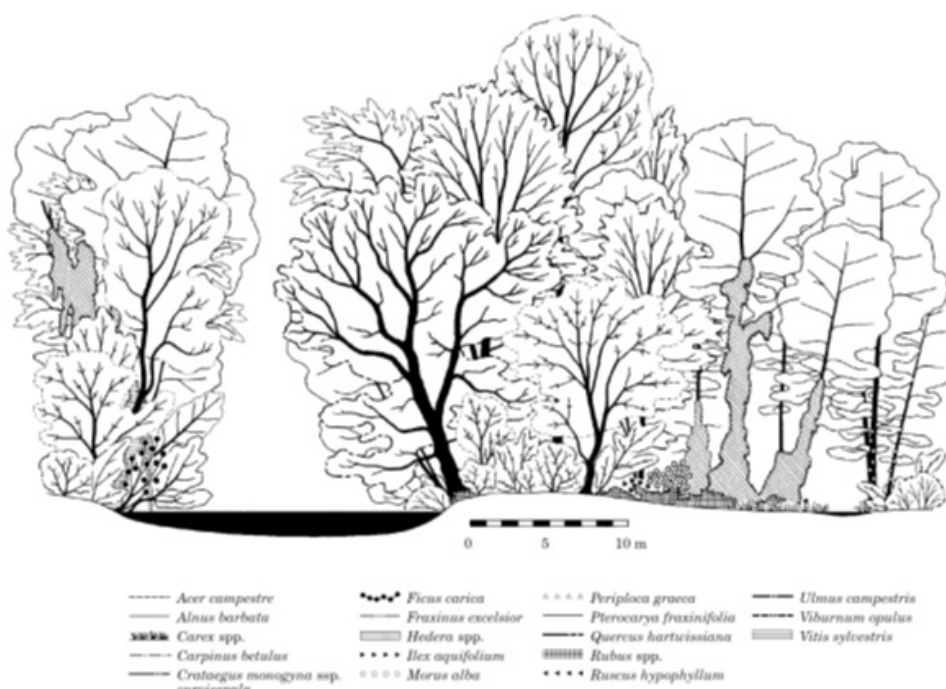 0 5 10 m
Acer campestre
Alnus barbata
Carex spp.
Carpinus betulus
Crataegus monogyna ssp.
Ficus carica
Fraxinus excelsior
Hedera spp.
Ilex aquifolium
Morus alba
Periploca graeca
Pterocarya fraxinifolia
Quercus hartwissiana
Rubus spp.
Ruscus hypophyllum
Ulmus campestris
Viburnum opulus
Vitis sylvestris